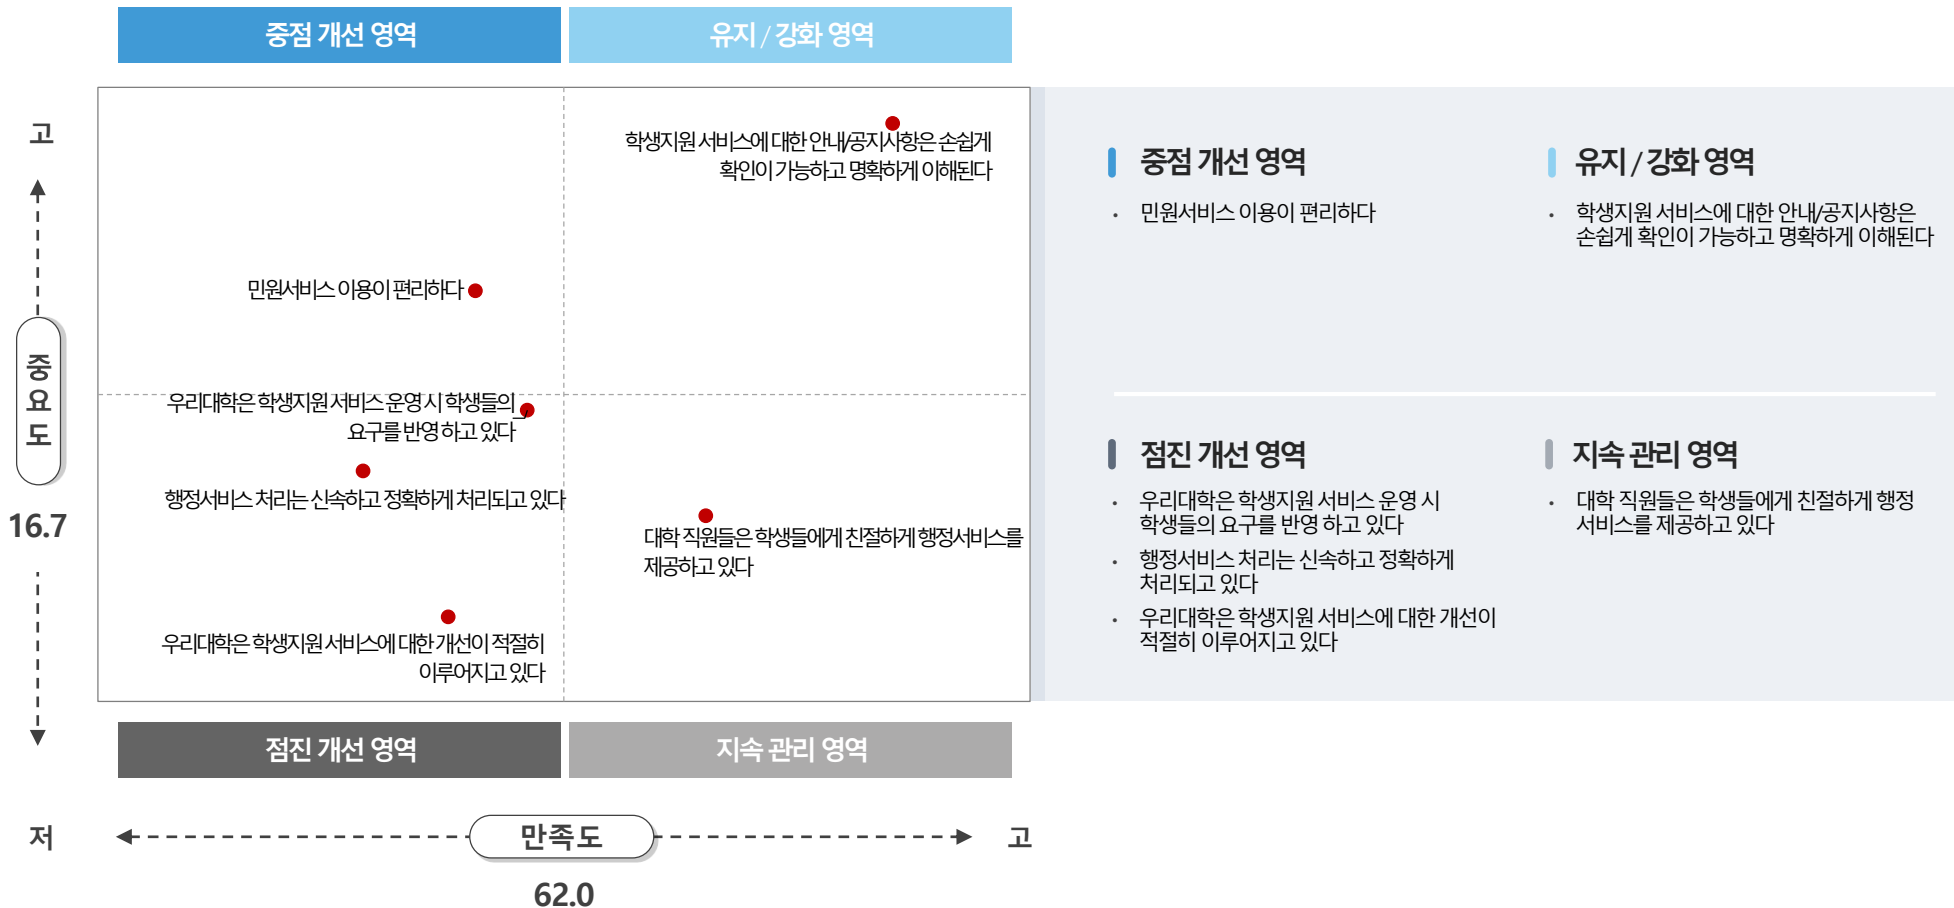 중점 개선 영역
유지 / 강화 영역
고
학생지원 서비스에 대한 안내/공지사항은 손쉽게
확인이 가능하고 명확하게 이해된다
민원서비스 이용이 편리하다
우리대학은 학생지원 서비스 운영 시 학생들의
요구를 반영 하고 있다
행정서비스 처리는 신속하고 정확하게 처리되고 있다
대학 직원들은 학생들에게 친절하게 행정서비스를
제공하고 있다
우리대학은 학생지원 서비스에 대한 개선이 적절히
이루어지고 있다
중요도
16.7
점진 개선 영역
지속 관리 영역
저
만족도
고
62.0
중점 개선 영역
• 민원서비스 이용이 편리하다
유지 / 강화 영역
• 학생지원 서비스에 대한 안내/공지사항은
손쉽게 확인이 가능하고 명확하게 이해된다
점진 개선 영역
• 우리대학은 학생지원 서비스 운영 시
학생들의 요구를 반영 하고 있다
• 행정서비스 처리는 신속하고 정확하게
처리되고 있다
• 우리대학은 학생지원 서비스에 대한 개선이
적절히 이루어지고 있다
지속 관리 영역
• 대학 직원들은 학생들에게 친절하게 행정
서비스를 제공하고 있다